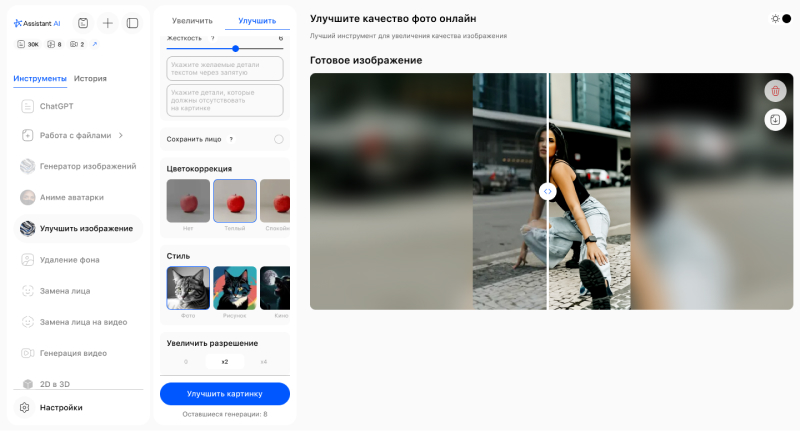 Assistant AI
30K 8 2
Инструменты История
ChatGPT
Работа с файлами
Генератор изображений
Аниме аватарки
Улучшить изображение
Удаление фона
Замена лица
Замена лица на видео
Генерация видео
2D в 3D
Настройки
Увеличить Улучшить
Жесткость ? 6
Укажите желаемые детали
текстом через запятую
Укажите детали, которые
должны отсутствовать
на картинке
Сохранить лицо ?
Цветокоррекция
Нет Теплый Спокойн
Стиль
Фото Рисунок Кино
Увеличить разрешение
0 x2 x4
Улучшить картинку
Оставшиеся генерации: 8
Улучшите качество фото онлайн
Лучший инструмент для увеличения качества изображения
Готовое изображение